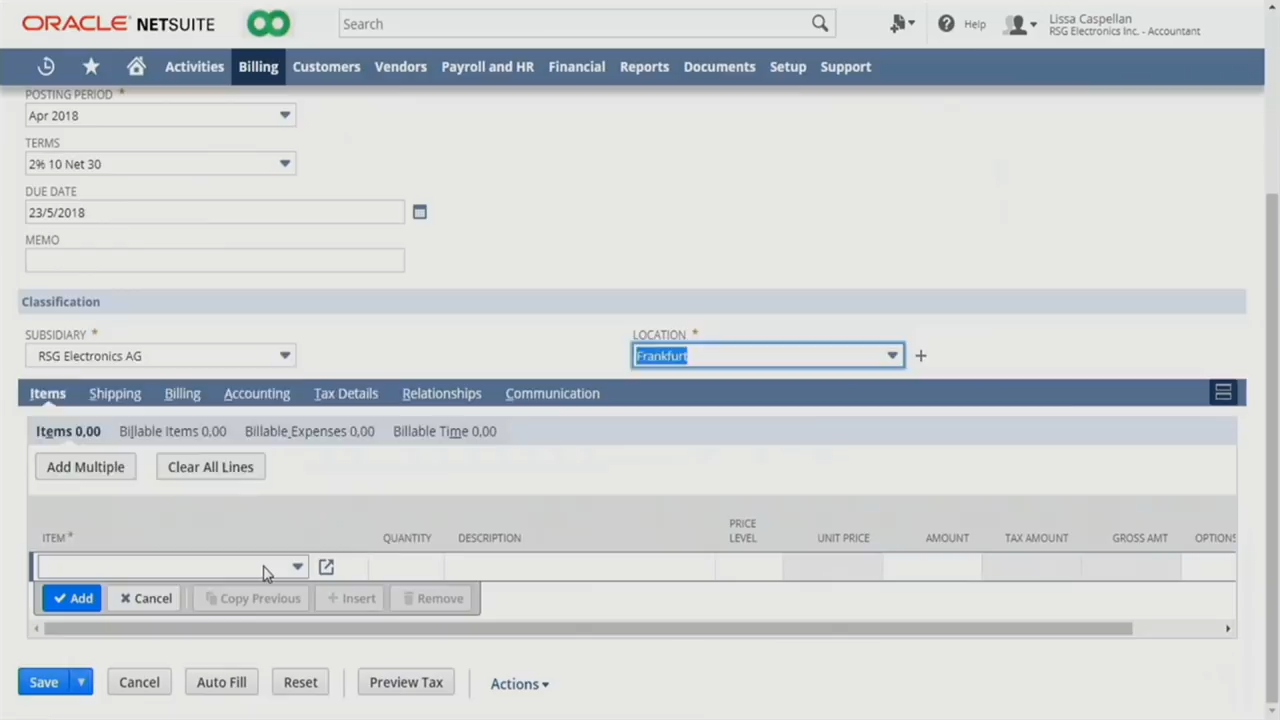 ORACLE NETSUITE
Search
Help
Lissa Caspellan
RSG Electronics Inc. - Accountant
Activities Billing Customers Vendors Payroll and HR Financial Reports Documents Setup Support
POSTING PERIOD *
Apr 2018
TERMS
2% 10 Net 30
DUE DATE
23/5/2018
MEMO
Classification
SUBSIDIARY * LOCATION *
RSG Electronics AG Frankfurt
Items Shipping Billing Accounting Tax Details Relationships Communication
Items 0,00 Billable Items 0,00 Billable Expenses 0,00 Billable Time 0,00
Add Multiple Clear All Lines
ITEM * QUANTITY DESCRIPTION PRICE LEVEL UNIT PRICE AMOUNT TAX AMOUNT GROSS AMT OPTIONS
Add Cancel Copy Previous Insert Remove
Save Cancel Auto Fill Reset Preview Tax Actions